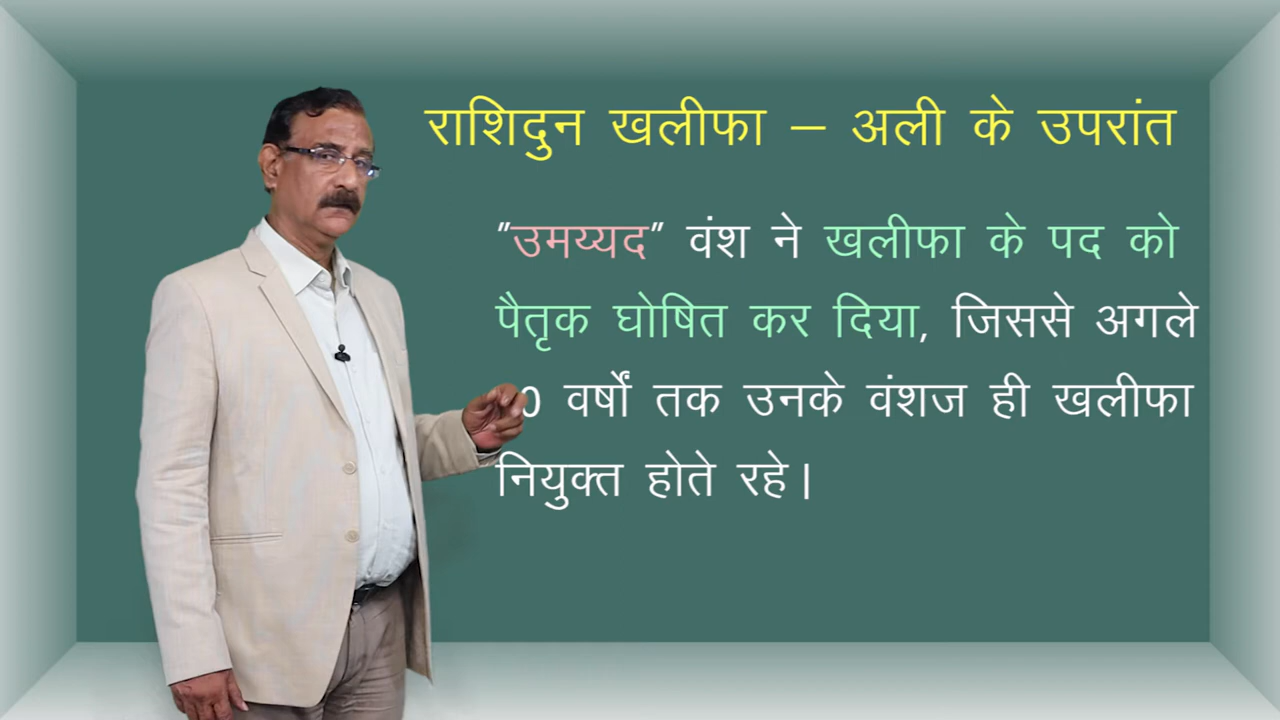 राशिदुन खलीफा – अली के उपरांत
"उमय्यद" वंश ने खलीफा के पद को
पैतृक घोषित कर दिया, जिससे अगले
वर्षों तक उनके वंशज ही खलीफा
नियुक्त होते रहे।